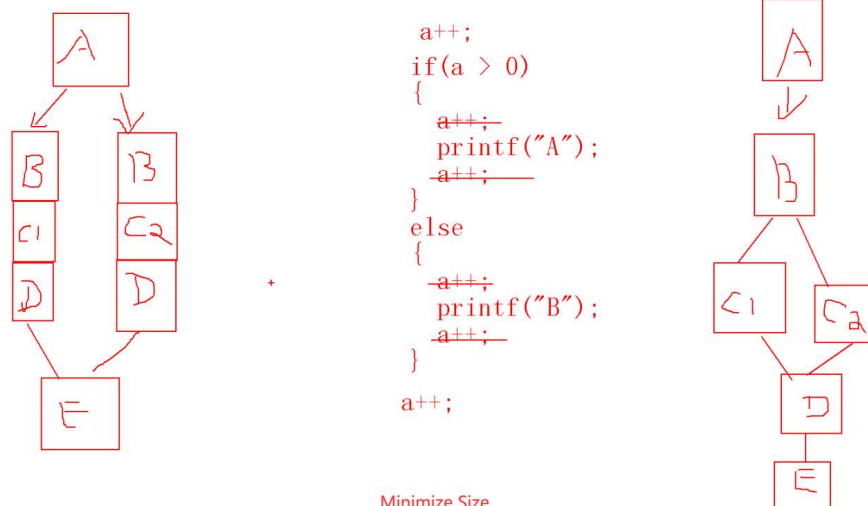 A
B
B
C1
C2
D
D
E
a++;
if(a > 0)
{
a++;
printf("A");
a++;
}
else
{
a++;
printf("B");
a++;
}
a++;
Minimize Size
A
B
C1
C2
D
E